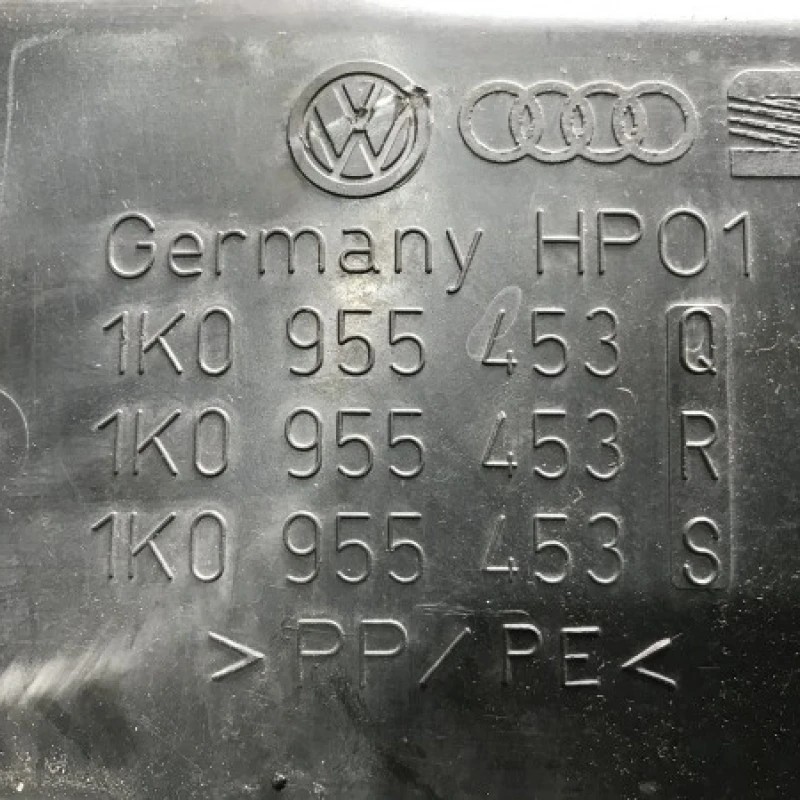 Germany HP01
1K0 955 453 Q
1K0 955 453 R
1K0 955 453 S
>PP/PE<